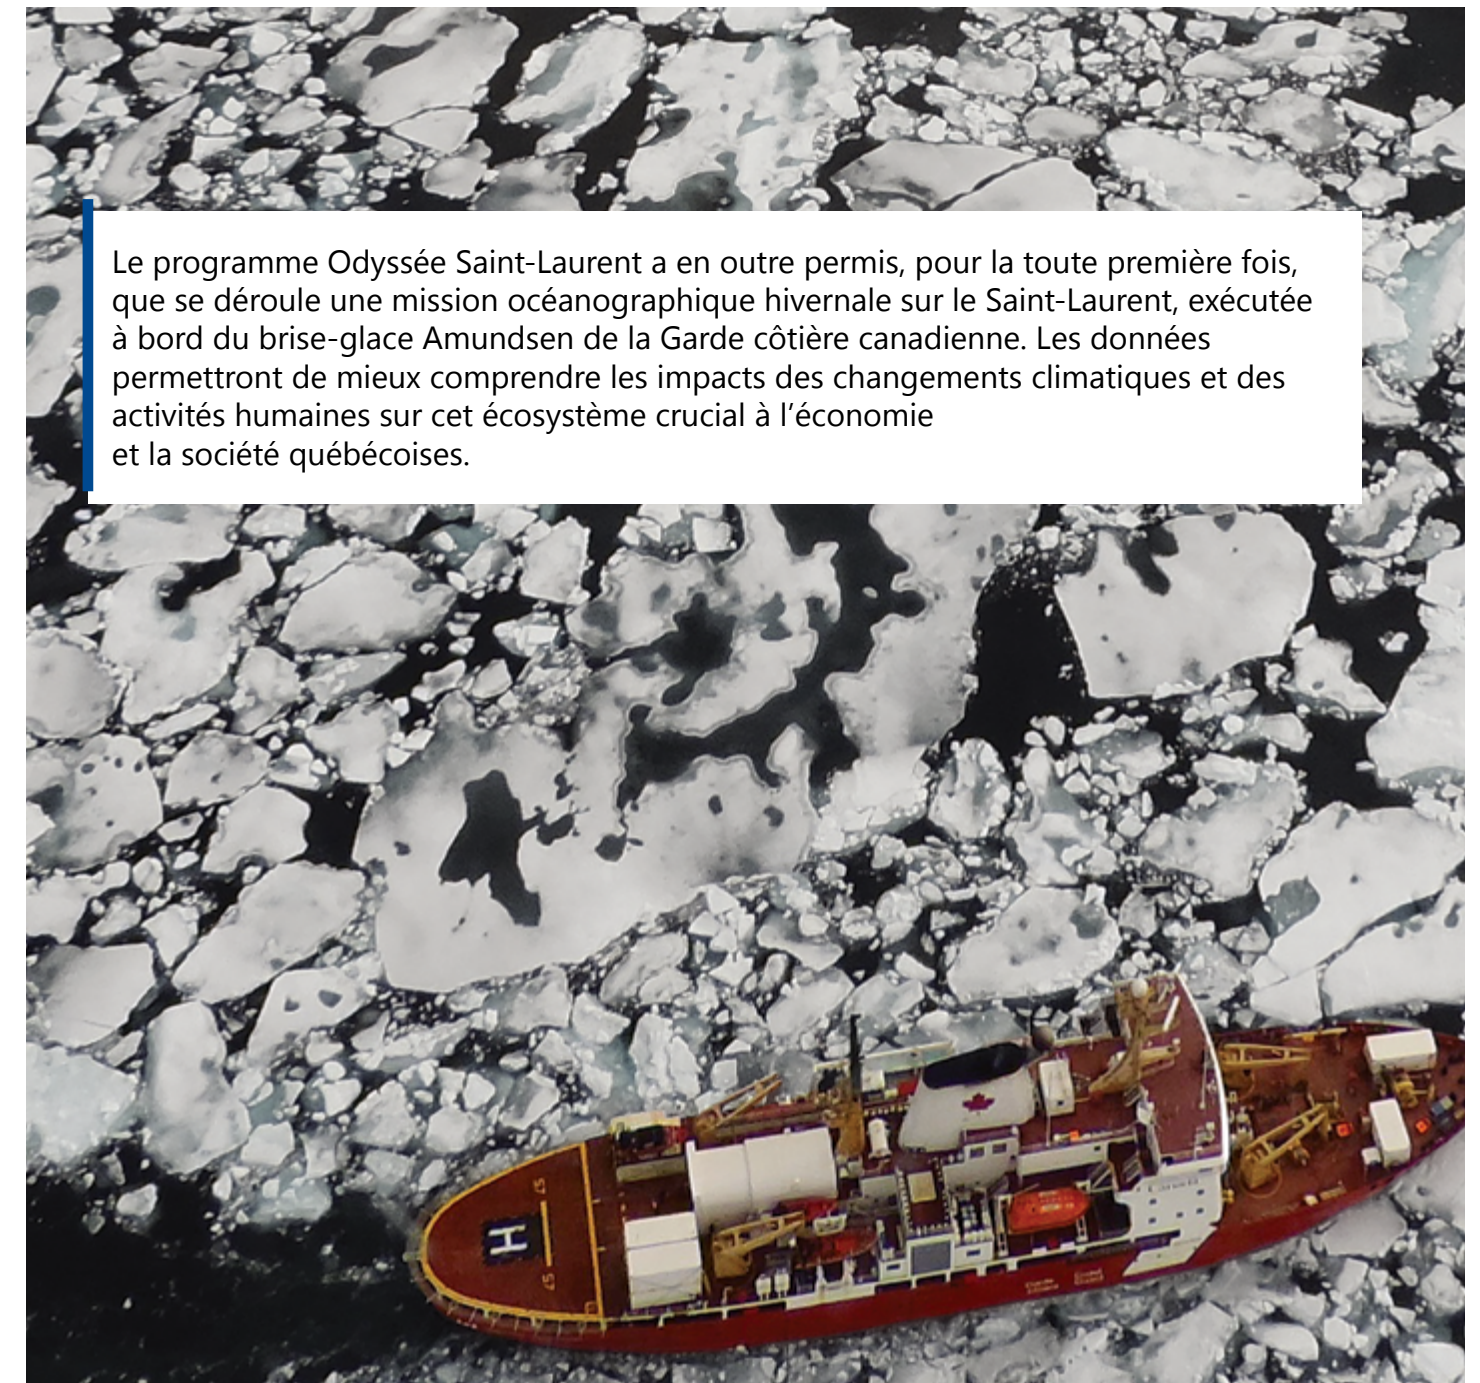 Le programme Odyssée Saint-Laurent a en outre permis, pour la toute première fois,
que se déroule une mission océanographique hivernale sur le Saint-Laurent, exécutée
à bord du brise-glace Amundsen de la Garde côtière canadienne. Les données
permettront de mieux comprendre les impacts des changements climatiques et des
activités humaines sur cet écosystème crucial à l’économie
et la société québécoises.
H